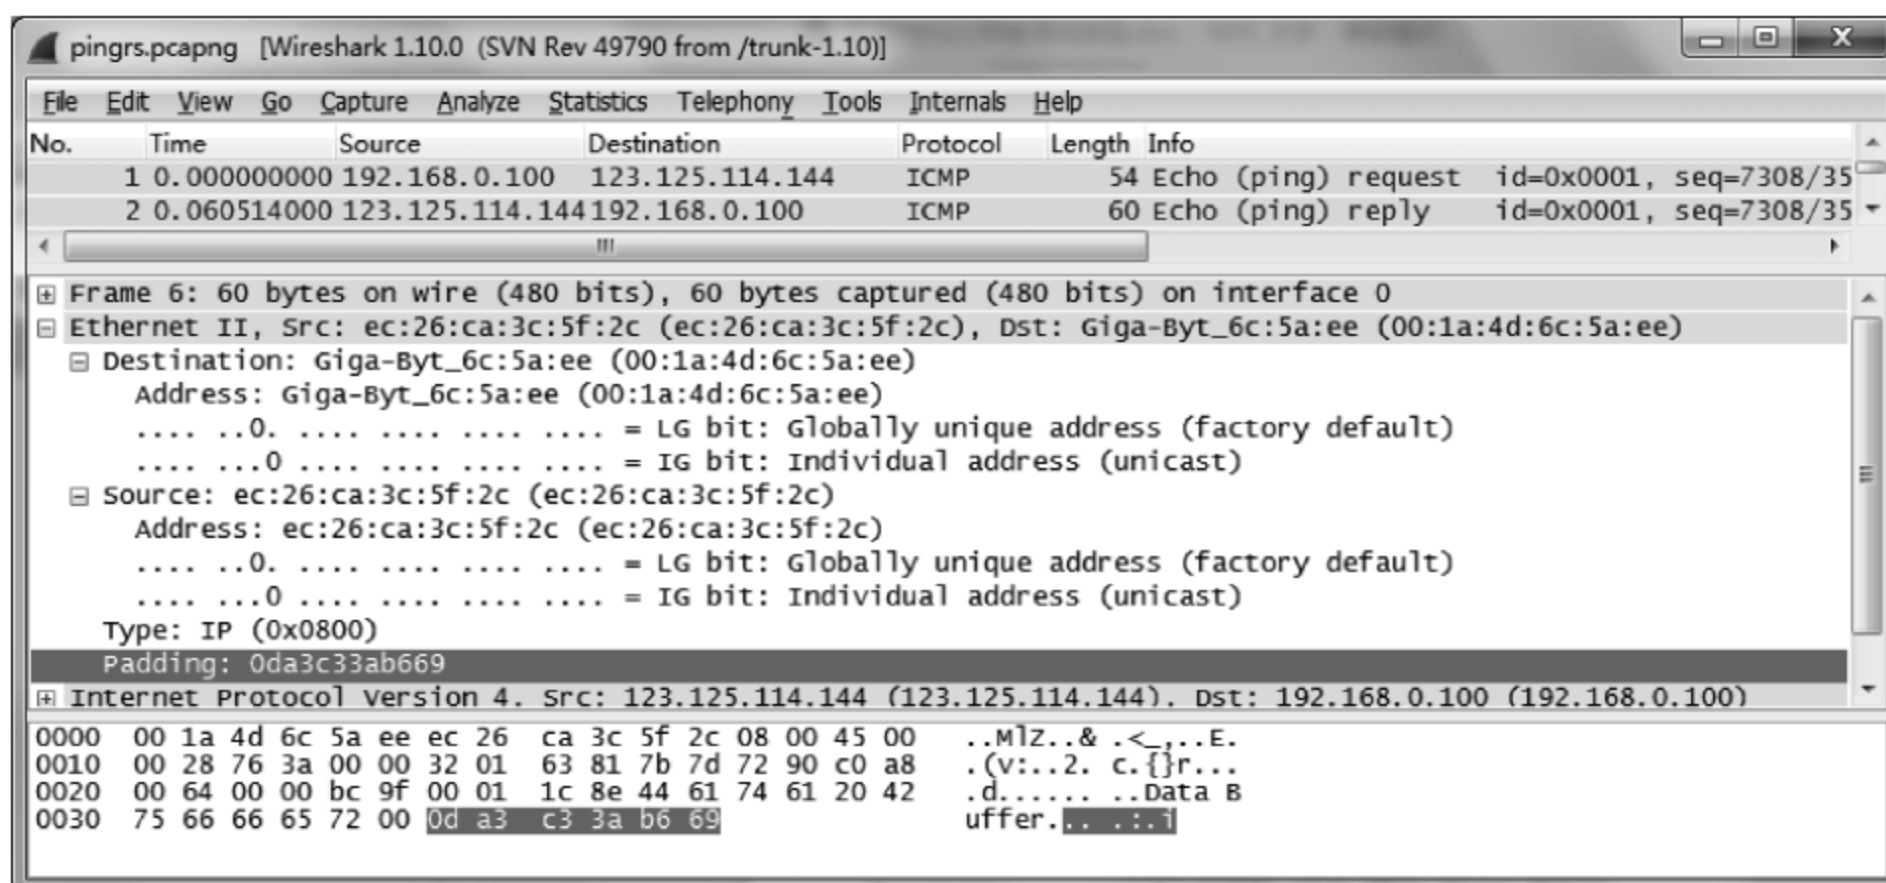 pingrs.pcapng [Wireshark 1.10.0 (SVN Rev 49790 from /trunk-1.10)]
File Edit View Go Capture Analyze Statistics Telephony Tools Internals Help
No. Time Source Destination Protocol Length Info
1 0.000000000 192.168.0.100 123.125.114.144 ICMP 54 Echo (ping) request id=0x0001, seq=7308/35
2 0.060514000 123.125.114.144 192.168.0.100 ICMP 60 Echo (ping) reply id=0x0001, seq=7308/35
Frame 6: 60 bytes on wire (480 bits), 60 bytes captured (480 bits) on interface 0
Ethernet II, Src: ec:26:ca:3c:5f:2c (ec:26:ca:3c:5f:2c), Dst: Giga-Byt_6c:5a:ee (00:1a:4d:6c:5a:ee)
Destination: Giga-Byt_6c:5a:ee (00:1a:4d:6c:5a:ee)
Address: Giga-Byt_6c:5a:ee (00:1a:4d:6c:5a:ee)
.... ..0. .... .... .... .... = LG bit: Globally unique address (factory default)
.... ...0 .... .... .... .... = IG bit: Individual address (unicast)
Source: ec:26:ca:3c:5f:2c (ec:26:ca:3c:5f:2c)
Address: ec:26:ca:3c:5f:2c (ec:26:ca:3c:5f:2c)
.... ..0. .... .... .... .... = LG bit: Globally unique address (factory default)
.... ...0 .... .... .... .... = IG bit: Individual address (unicast)
Type: IP (0x0800)
Padding: 0da3c33ab669
Internet Protocol Version 4, Src: 123.125.114.144 (123.125.114.144), Dst: 192.168.0.100 (192.168.0.100)
0000 00 1a 4d 6c 5a ee ec 26 ca 3c 5f 2c 08 00 45 00 ..MlZ..& .<_,..E.
0010 00 28 76 3a 00 00 32 01 63 81 7b 7d 72 90 c0 a8 .(v:..2. c.{}r...
0020 00 64 00 00 bc 9f 00 01 1c 8e 44 61 74 61 20 42 .d...... ..Data B
0030 75 66 66 65 72 00 0d a3 c3 3a b6 69 uffer... .:.i